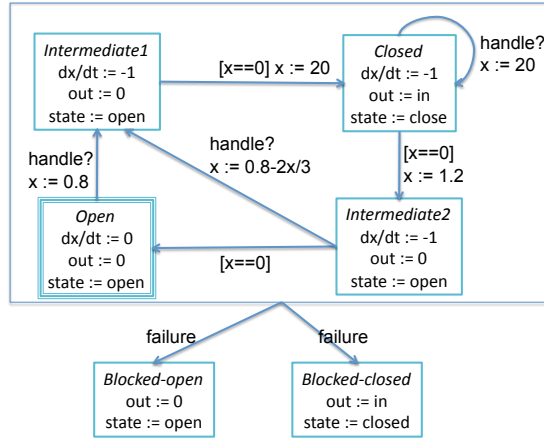 Intermediate1
dx/dt := -1
out := 0
state := open
[x==0] x := 20
Closed
dx/dt := -1
out := in
state := close
handle?
x := 20
handle?
x := 0.8
handle?
x := 0.8-2x/3
[x==0]
x := 1.2
Open
dx/dt := 0
out := 0
state := open
[x==0]
Intermediate2
dx/dt := -1
out := 0
state := open
failure
failure
Blocked-open
out := 0
state := open
Blocked-closed
out := in
state := closed